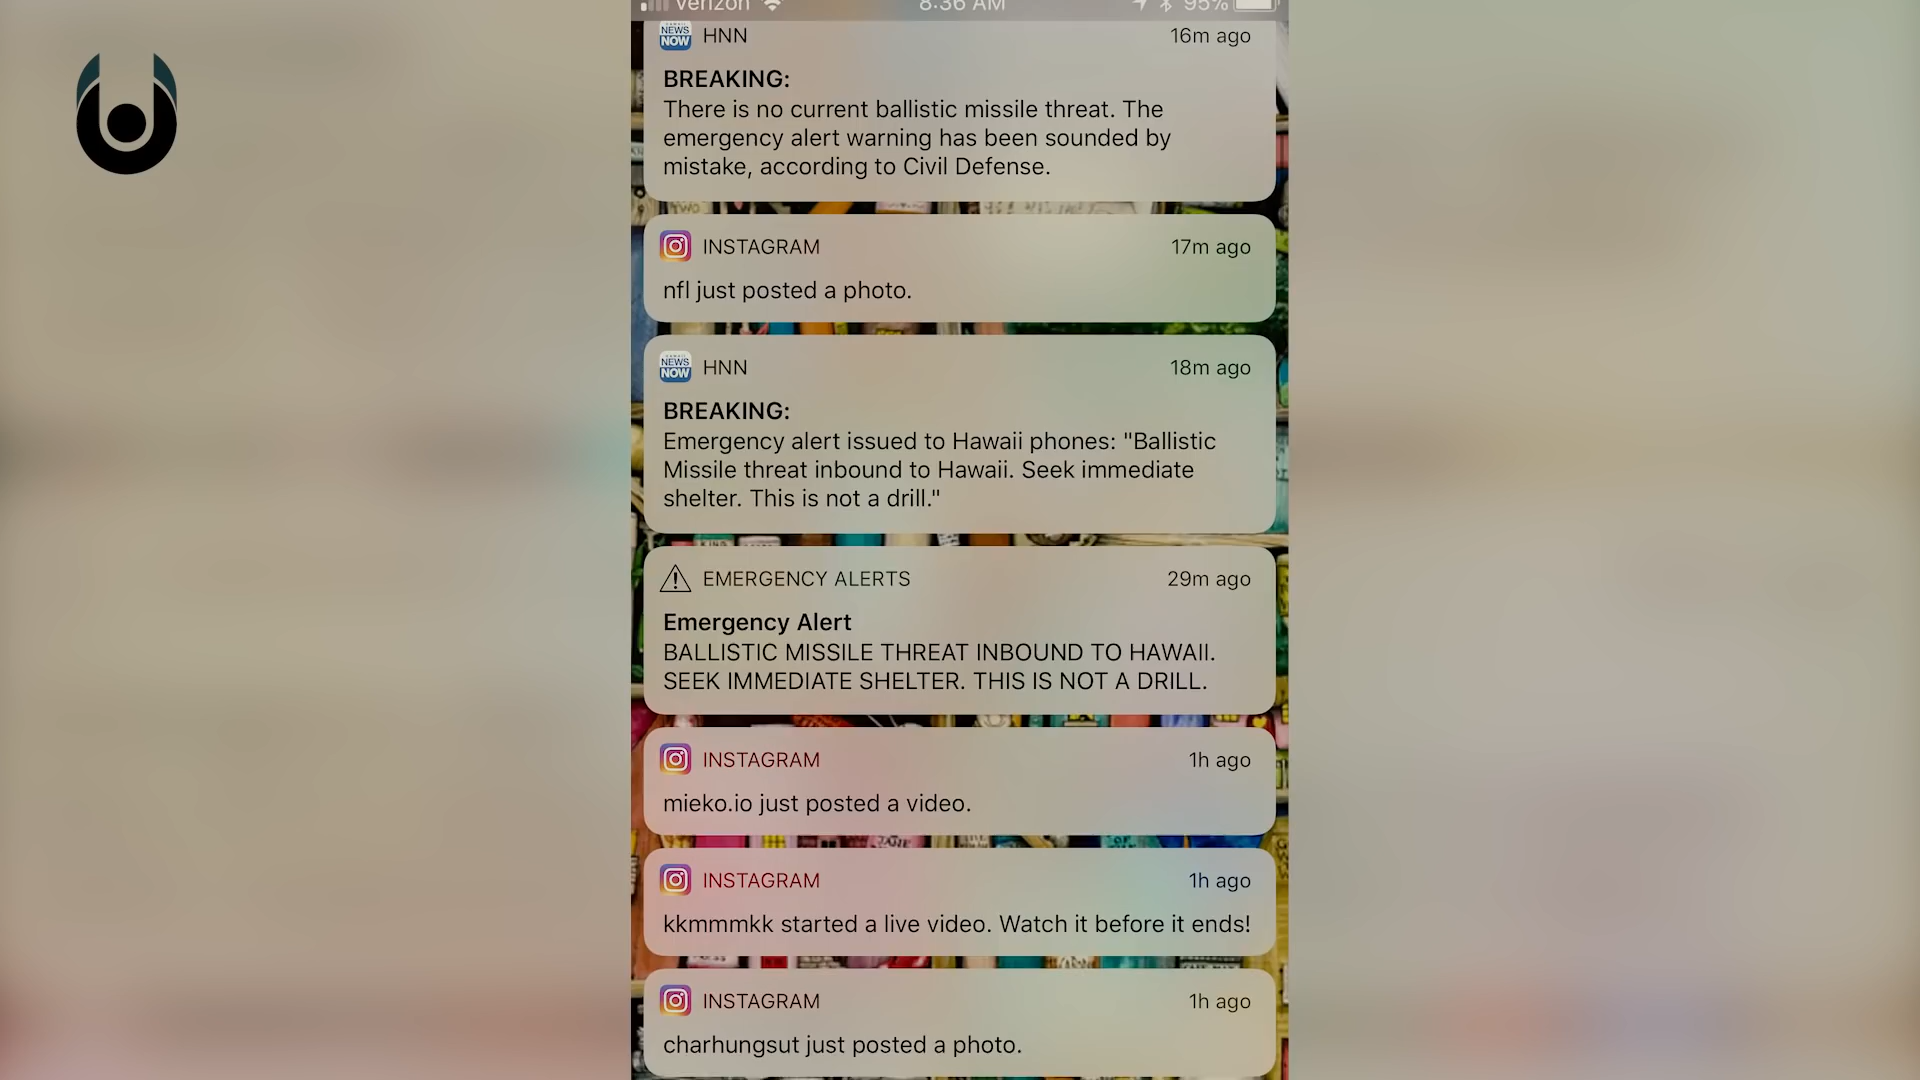 verizon 8:36 AM 95%
NEWS NOW HNN 16m ago
BREAKING:
There is no current ballistic missile threat. The
emergency alert warning has been sounded by
mistake, according to Civil Defense.
INSTAGRAM 17m ago
nfl just posted a photo.
NEWS NOW HNN 18m ago
BREAKING:
Emergency alert issued to Hawaii phones: "Ballistic
Missile threat inbound to Hawaii. Seek immediate
shelter. This is not a drill."
EMERGENCY ALERTS 29m ago
Emergency Alert
BALLISTIC MISSILE THREAT INBOUND TO HAWAII.
SEEK IMMEDIATE SHELTER. THIS IS NOT A DRILL.
INSTAGRAM 1h ago
mieko.io just posted a video.
INSTAGRAM 1h ago
kkmmmkk started a live video. Watch it before it ends!
INSTAGRAM 1h ago
charhungsut just posted a photo.